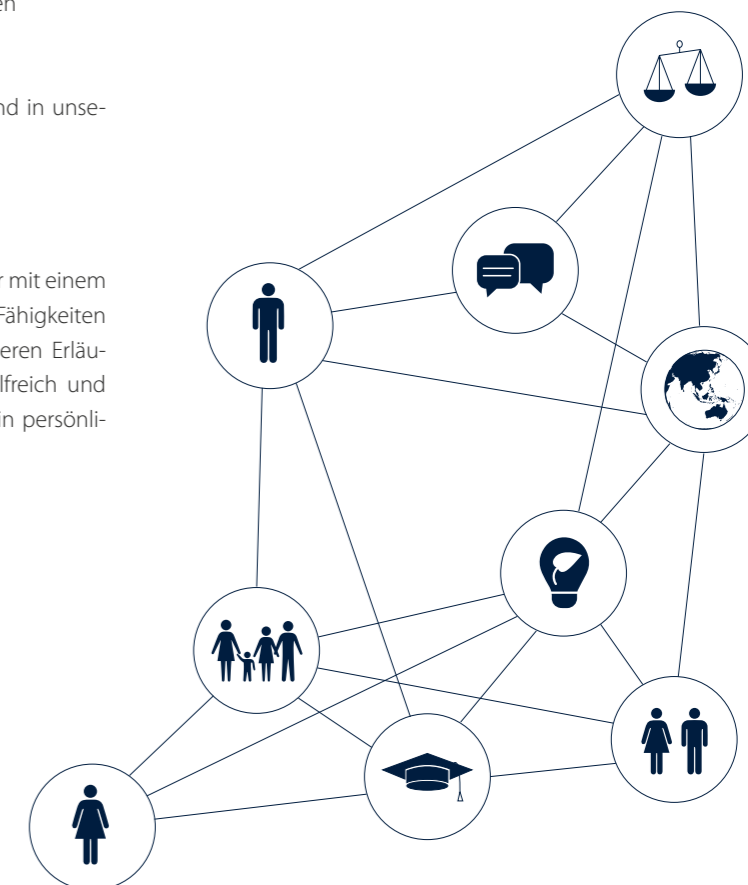 en
nd in unse-
r mit einem
Fähigkeiten
eren Erläu-
lfreich und
in persönli-